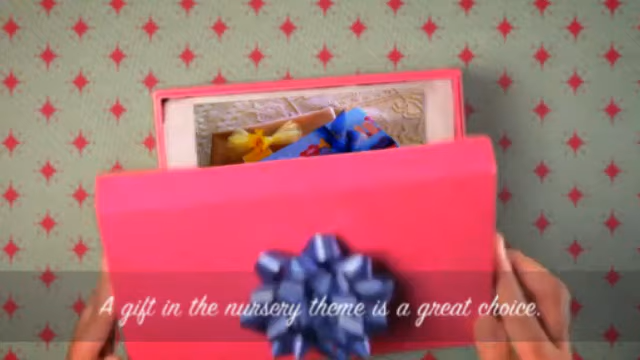 A gift in the nursery theme is a great choice.